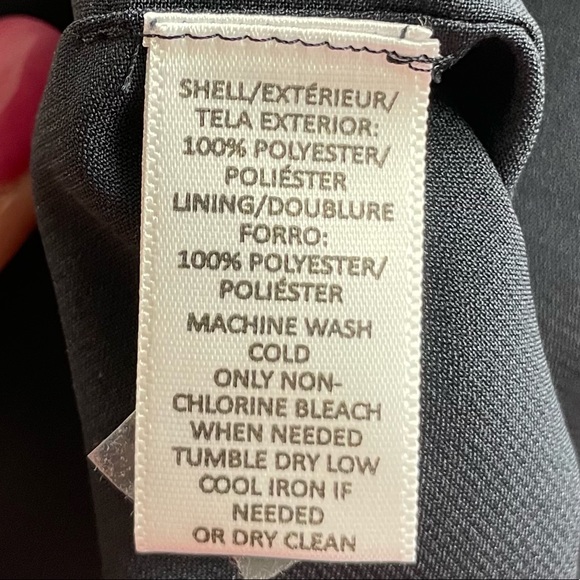 SHELL/EXTÉRIEUR/
TELA EXTERIOR:
100% POLYESTER/
POLIÉSTER
LINING/DOUBLURE
FORRO:
100% POLYESTER/
POLIÉSTER
MACHINE WASH
COLD
ONLY NON-
CHLORINE BLEACH
WHEN NEEDED
TUMBLE DRY LOW
COOL IRON IF
NEEDED
OR DRY CLEAN